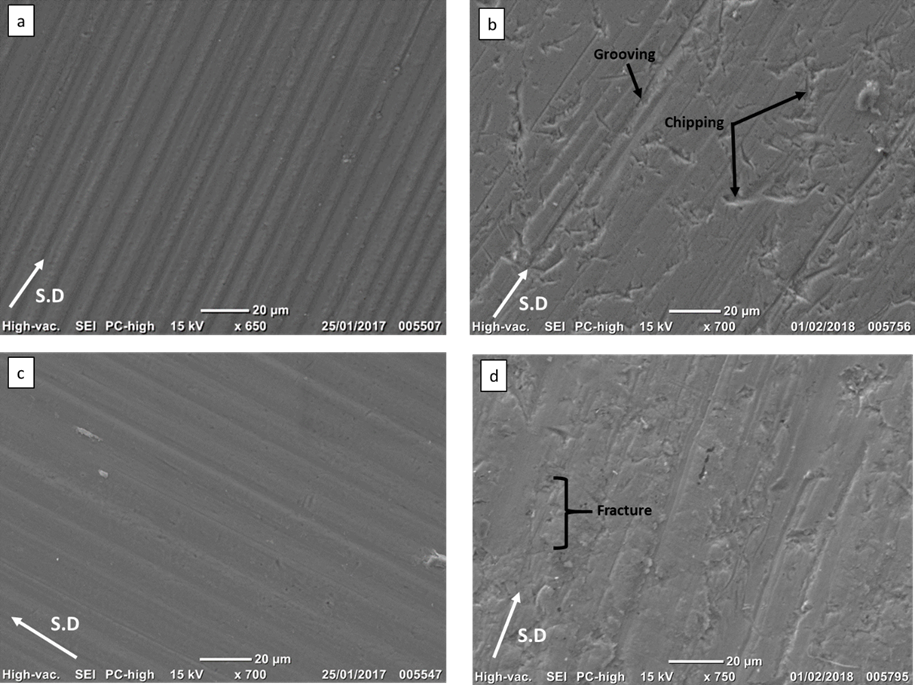 a
S.D
20 µm
High-vac. SEI PC-high 15 kV x 650 25/01/2017 005507
b
Grooving
Chipping
S.D
20 µm
High-vac. SEI PC-high 15 kV x 700 01/02/2018 005756
c
S.D
20 µm
High-vac. SEI PC-high 15 kV x 700 25/01/2017 005547
d
Fracture
S.D
20 µm
High-vac. SEI PC-high 15 kV x 750 01/02/2018 005795